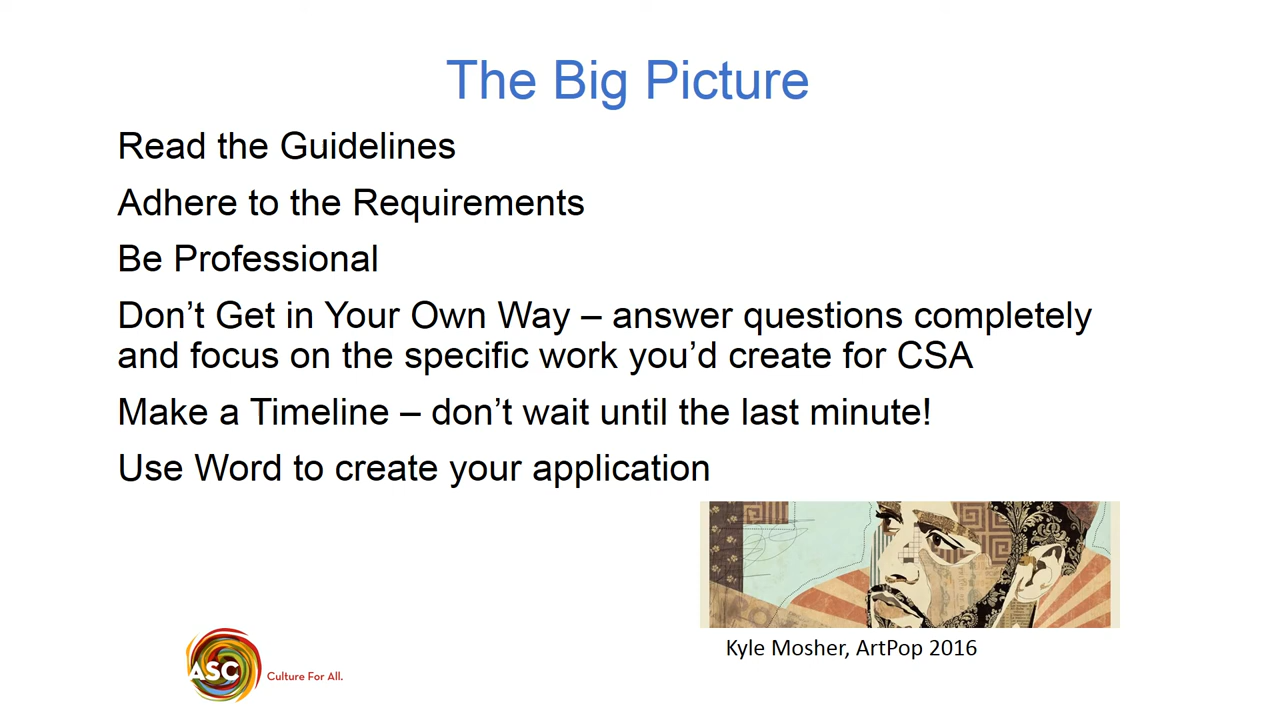 The Big Picture
Read the Guidelines
Adhere to the Requirements
Be Professional
Don’t Get in Your Own Way – answer questions completely
and focus on the specific work you’d create for CSA
Make a Timeline – don’t wait until the last minute!
Use Word to create your application
Kyle Mosher, ArtPop 2016
ASC
Culture For All.